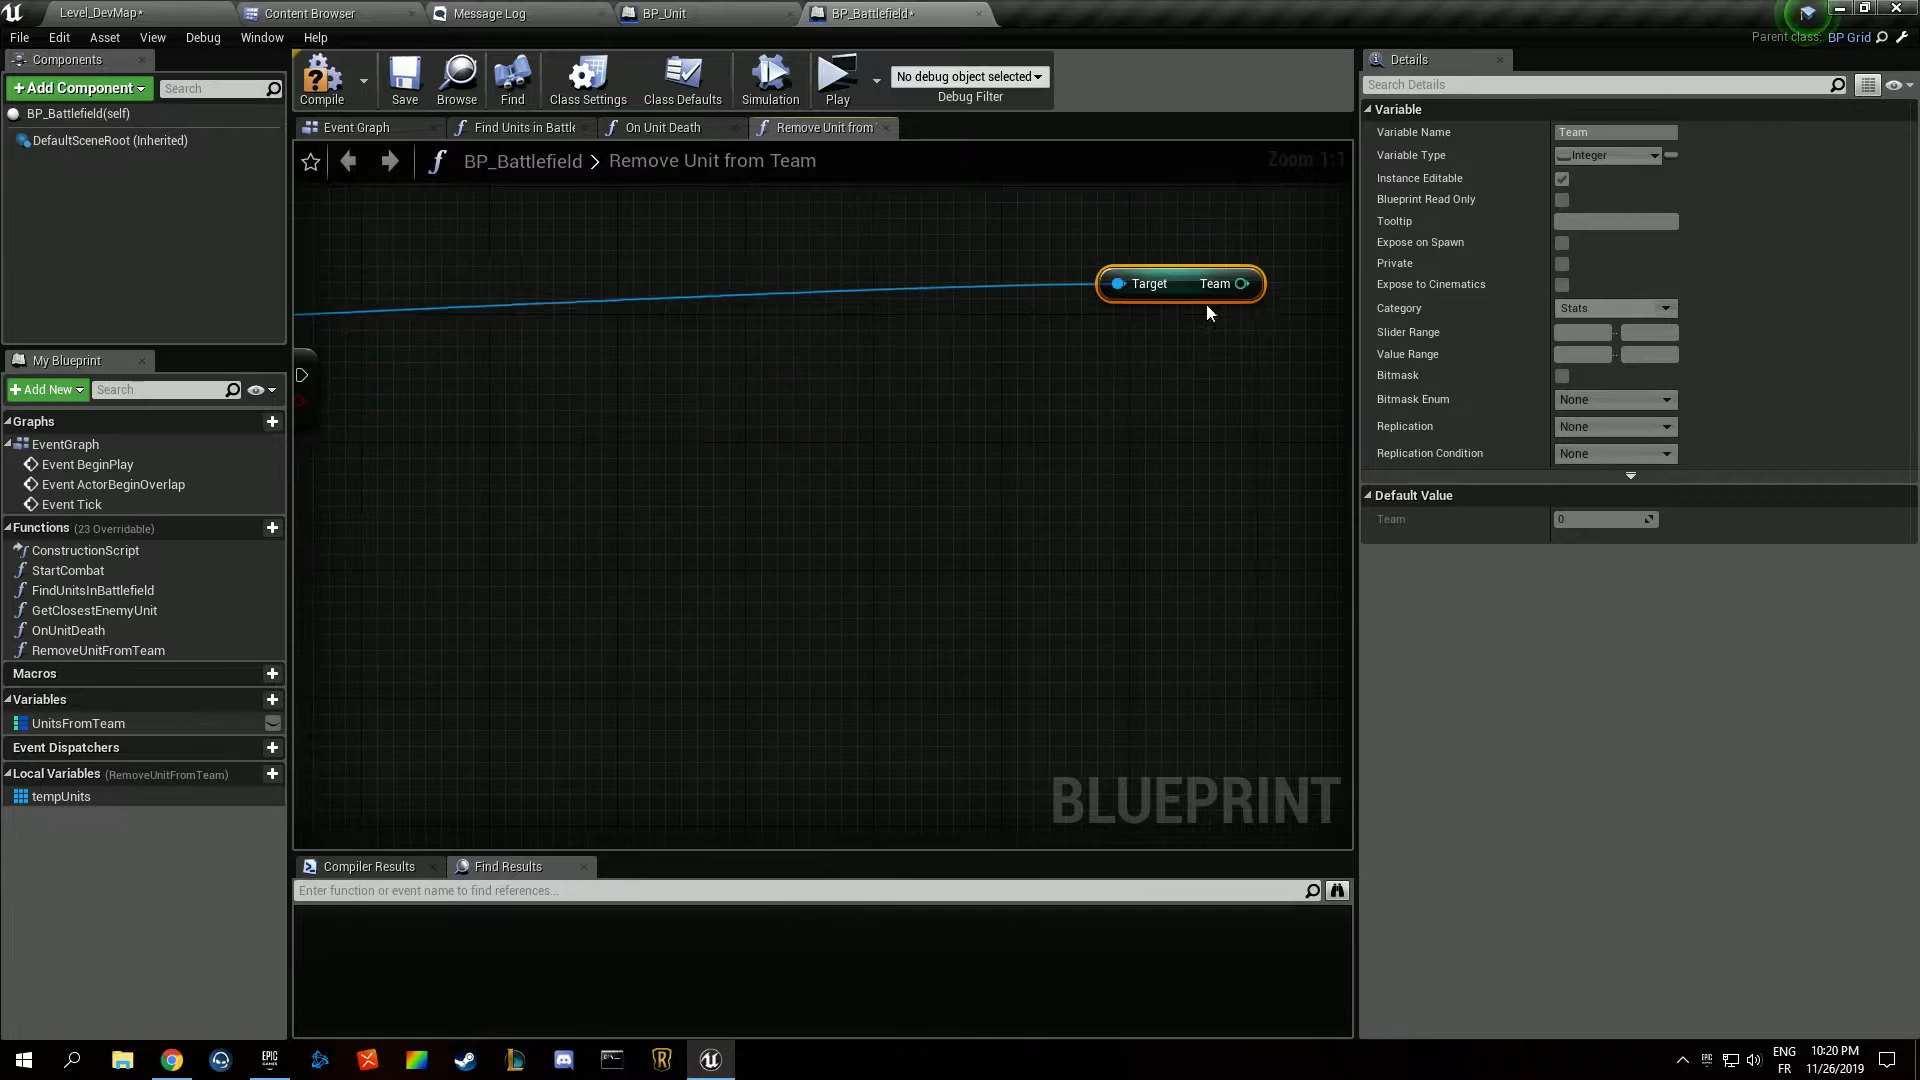 Level_DevMap*
Content Browser
Message Log
BP_Unit
BP_Battlefield*
File Edit Asset View Debug Window Help
Parent class: BP Grid
Components
+Add Component
Search
BP_Battlefield(self)
DefaultSceneRoot (Inherited)
Compile
Save
Browse
Find
Class Settings
Class Defaults
Simulation
Play
No debug object selected
Debug Filter
Event Graph
Find Units in Battle
On Unit Death
Remove Unit from
BP_Battlefield > Remove Unit from Team
Zoom 1:1
Target Team
BLUEPRINT
My Blueprint
+Add New
Search
Graphs
EventGraph
Event BeginPlay
Event ActorBeginOverlap
Event Tick
Functions (23 Overridable)
ConstructionScript
StartCombat
FindUnitsInBattlefield
GetClosestEnemyUnit
OnUnitDeath
RemoveUnitFromTeam
Macros
Variables
UnitsFromTeam
Event Dispatchers
Local Variables (RemoveUnitFromTeam)
tempUnits
Compiler Results
Find Results
Enter function or event name to find references...
Details
Search Details
Variable
Variable Name Team
Variable Type Integer
Instance Editable
Blueprint Read Only
Tooltip
Expose on Spawn
Private
Expose to Cinematics
Category Stats
Slider Range
Value Range
Bitmask
Bitmask Enum None
Replication None
Replication Condition None
Default Value
Team 0
EPIC
GAMES
ENG
FR
10:20 PM
11/26/2019